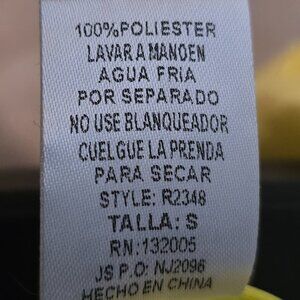 100%POLIESTER
LAVAR A MANOEN
AGUA FRIA
POR SEPARADO
NO USE BLANQUEADOR
CUELGUE LA PRENDA
PARA SECAR
STYLE: R2348
TALLA: S
RN:132005
JS P.O: NJ2096
HECHO EN CHINA